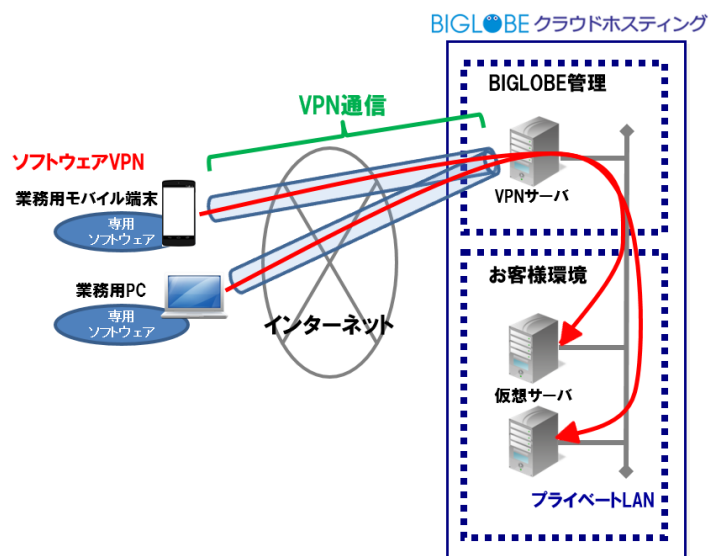 BIGLOBE クラウドホスティング
BIGLOBE管理
VPN通信
ソフトウェアVPN
業務用モバイル端末
専用
ソフトウェア
VPNサーバ
お客様環境
業務用PC
専用
ソフトウェア
インターネット
仮想サーバ
プライベートLAN